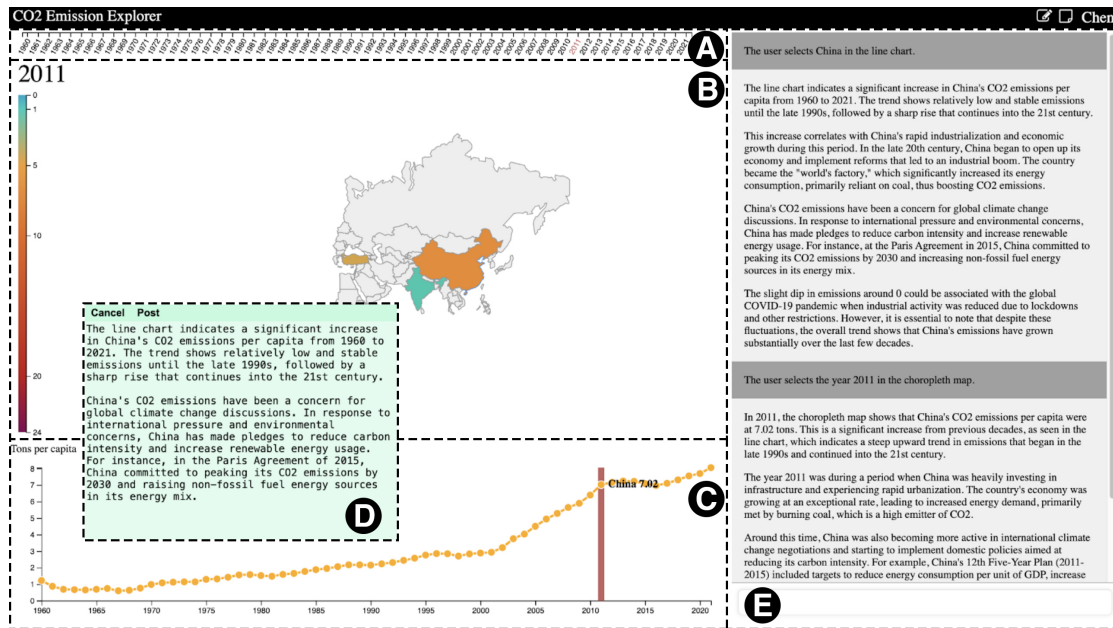 CO2 Emission Explorer
Chen
1960 1961 1962 1963 1964 1965 1966 1967 1968 1969 1970 1971 1972 1973 1974 1975 1976 1977 1978 1979 1980 1981 1982 1983 1984 1985 1986 1987 1988 1989 1990 1991 1992 1993 1994 1995 1996 1997 1998 1999 2000 2001 2002 2003 2004 2005 2006 2007 2008 2009 2010 2011 2012 2013 2014 2015 2016 2017 2018 2019 2020 2021
A
2011
B
0
1
5
10
20
24
Cancel Post
The line chart indicates a significant increase
in China's CO2 emissions per capita from 1960 to
2021. The trend shows relatively low and stable
emissions until the late 1990s, followed by a
sharp rise that continues into the 21st century.
China's CO2 emissions have been a concern for
global climate change discussions. In response to
international pressure and environmental
concerns, China has made pledges to reduce carbon
intensity and increase renewable energy usage.
For instance, in the Paris Agreement of 2015,
China committed to peaking its CO2 emissions by
2030 and raising non-fossil fuel energy sources
in its energy mix.
D
Tons per capita
8
7
6
5
4
3
2
1
0
China 7.02
C
1960 1965 1970 1975 1980 1985 1990 1995 2000 2005 2010 2015 2020
The user selects China in the line chart.
The line chart indicates a significant increase in China's CO2 emissions per
capita from 1960 to 2021. The trend shows relatively low and stable emissions
until the late 1990s, followed by a sharp rise that continues into the 21st century.
This increase correlates with China's rapid industrialization and economic
growth during this period. In the late 20th century, China began to open up its
economy and implement reforms that led to an industrial boom. The country
became the "world's factory," which significantly increased its energy
consumption, primarily reliant on coal, thus boosting CO2 emissions.
China's CO2 emissions have been a concern for global climate change
discussions. In response to international pressure and environmental concerns,
China has made pledges to reduce carbon intensity and increase renewable
energy usage. For instance, at the Paris Agreement in 2015, China committed to
peaking its CO2 emissions by 2030 and increasing non-fossil fuel energy
sources in its energy mix.
The slight dip in emissions around 0 could be associated with the global
COVID-19 pandemic when industrial activity was reduced due to lockdowns
and other restrictions. However, it is essential to note that despite these
fluctuations, the overall trend shows that China's emissions have grown
substantially over the last few decades.
The user selects the year 2011 in the choropleth map.
In 2011, the choropleth map shows that China's CO2 emissions per capita were
at 7.02 tons. This is a significant increase from previous decades, as seen in the
line chart, which indicates a steep upward trend in emissions that began in the
late 1990s and continued into the 21st century.
The year 2011 was during a period when China was heavily investing in
infrastructure and experiencing rapid urbanization. The country's economy was
growing at an exceptional rate, leading to increased energy demand, primarily
met by burning coal, which is a high emitter of CO2.
Around this time, China was also becoming more active in international climate
change negotiations and starting to implement domestic policies aimed at
reducing its carbon intensity. For example, China's 12th Five-Year Plan (2011-
2015) included targets to reduce energy consumption per unit of GDP, increase
E